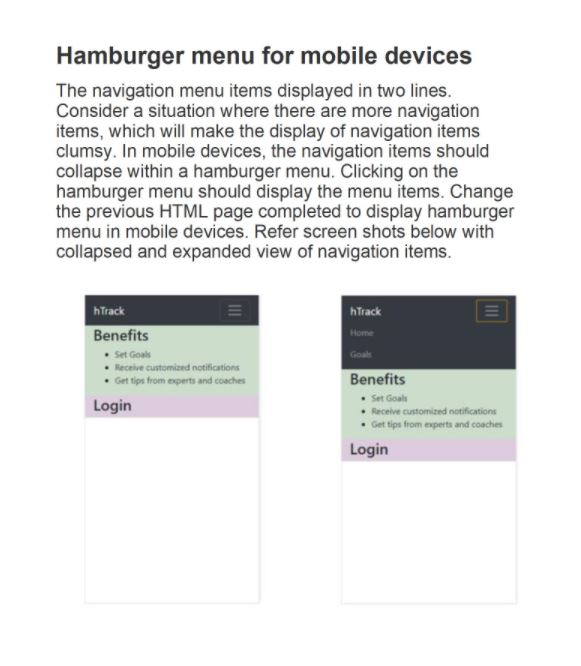 Hamburger menu for mobile devices
The navigation menu items displayed in two lines.
Consider a situation where there are more navigation
items, which will make the display of navigation items
clumsy. In mobile devices, the navigation items should
collapse within a hamburger menu. Clicking on the
hamburger menu should display the menu items. Change
the previous HTML page completed to display hamburger
menu in mobile devices. Refer screen shots below with
collapsed and expanded view of navigation items.
hTrack
Benefits
• Set Goals
• Receive customized notifications
• Get tips from experts and coaches
Login
hTrack
Home
Goals
Benefits
• Set Goals
• Receive customized notifications
• Get tips from experts and coaches
Login